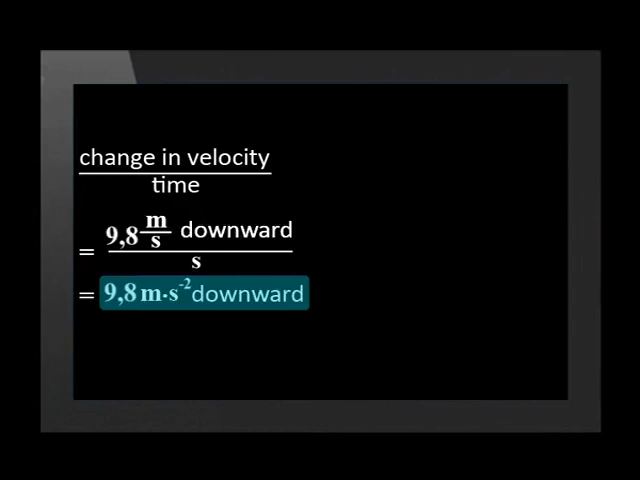 change in velocity
time
= 9,8 m/s downward
s
= 9,8 m·s⁻² downward